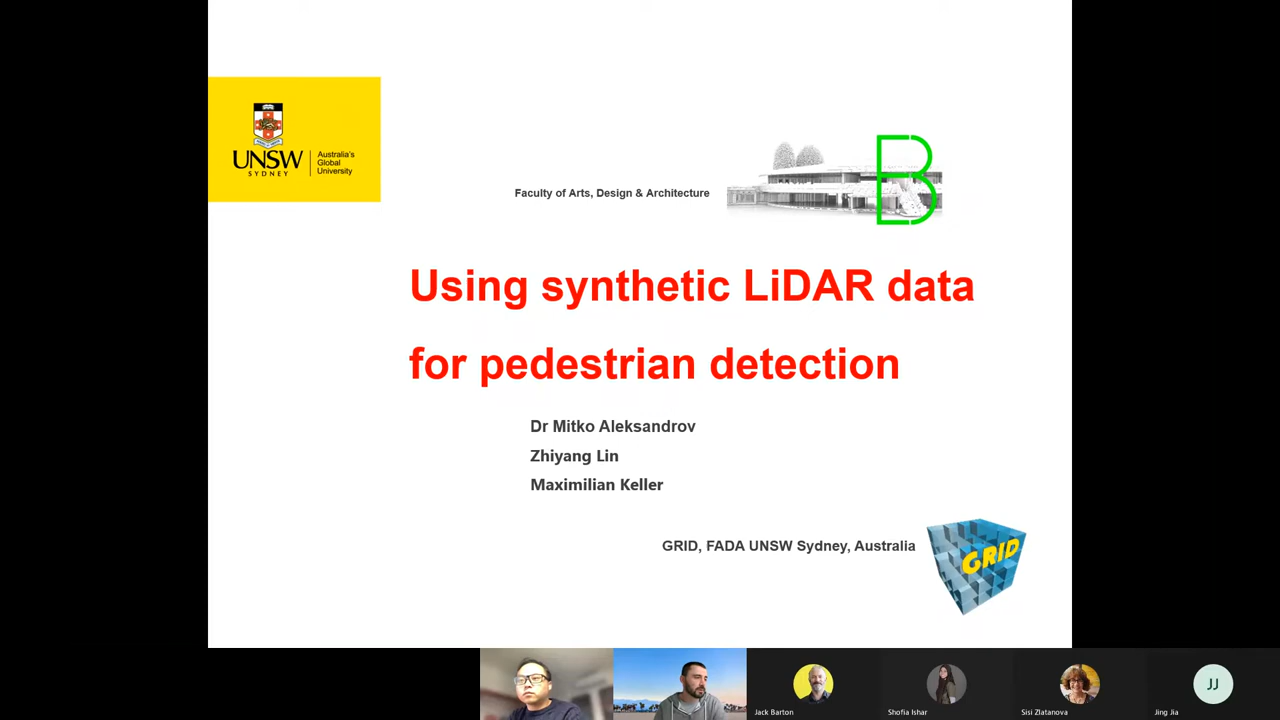 UNSW
SYDNEY
Australia's
Global
University
Faculty of Arts, Design & Architecture
B
Using synthetic LiDAR data
for pedestrian detection
Dr Mitko Aleksandrov
Zhiyang Lin
Maximilian Keller
GRID, FADA UNSW Sydney, Australia
GRID
JJ
Jack Barton
Shofia Ishar
Sisi Zlatanova
Jing Jia